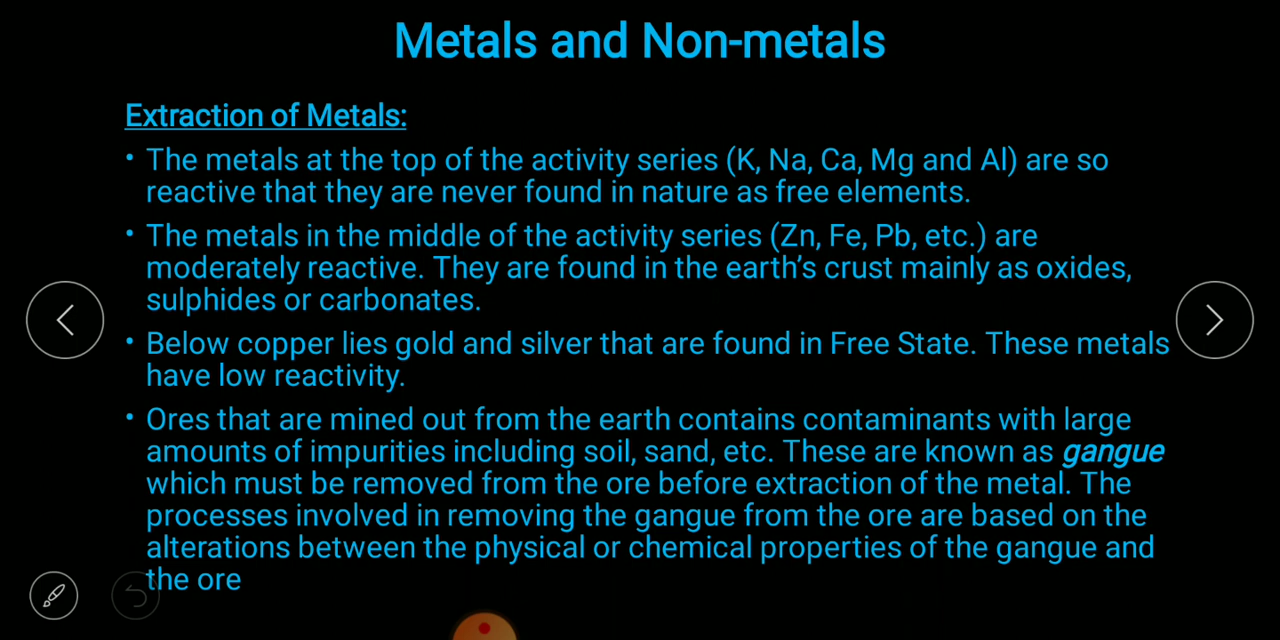 Metals and Non-metals
Extraction of Metals:
• The metals at the top of the activity series (K, Na, Ca, Mg and Al) are so
reactive that they are never found in nature as free elements.
• The metals in the middle of the activity series (Zn, Fe, Pb, etc.) are
moderately reactive. They are found in the earth’s crust mainly as oxides,
sulphides or carbonates.
• Below copper lies gold and silver that are found in Free State. These metals
have low reactivity.
• Ores that are mined out from the earth contains contaminants with large
amounts of impurities including soil, sand, etc. These are known as gangue
which must be removed from the ore before extraction of the metal. The
processes involved in removing the gangue from the ore are based on the
alterations between the physical or chemical properties of the gangue and
the ore